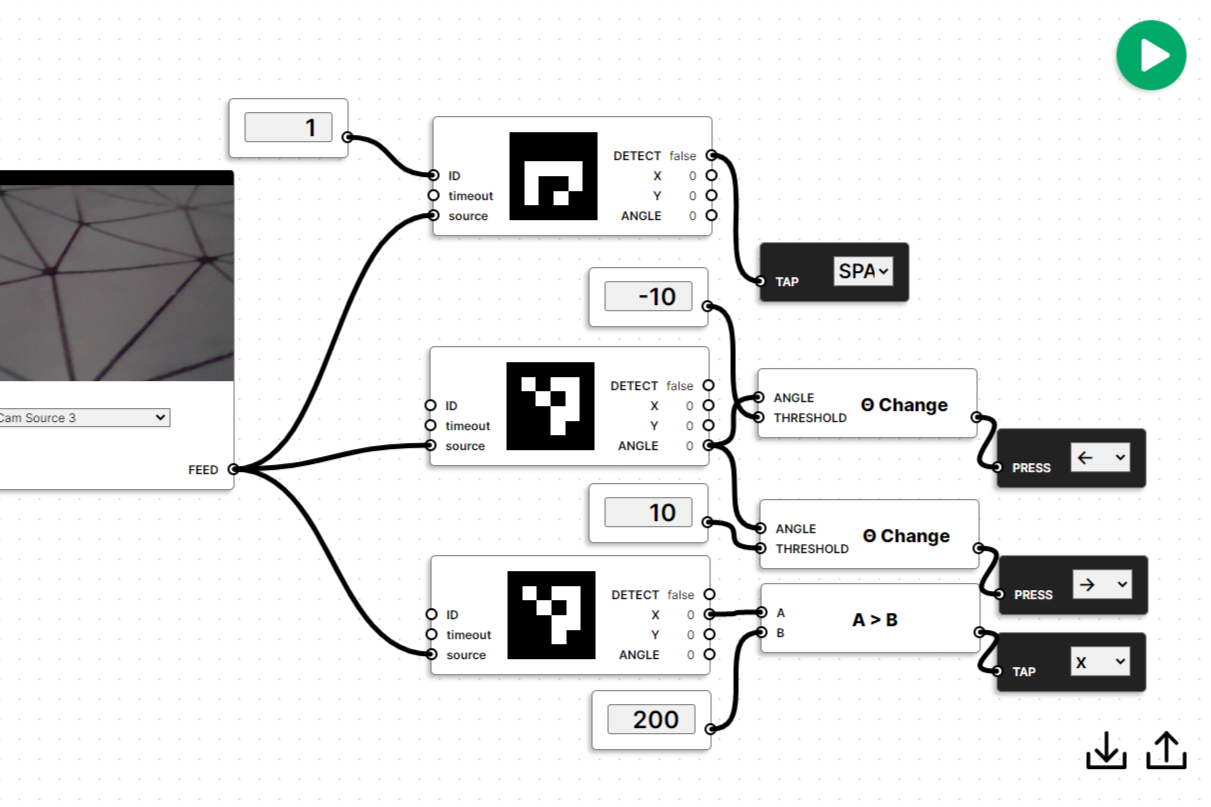 1
ID
timeout
source
DETECT false
X 0
Y 0
ANGLE 0
TAP SPA
-10
ID
timeout
source
DETECT false
X 0
Y 0
ANGLE 0
ANGLE
THRESHOLD
Θ Change
PRESS ←
Cam Source 3
FEED
10
ANGLE
THRESHOLD
Θ Change
PRESS →
ID
timeout
source
DETECT false
X 0
Y 0
ANGLE 0
A
B
A > B
TAP x
200